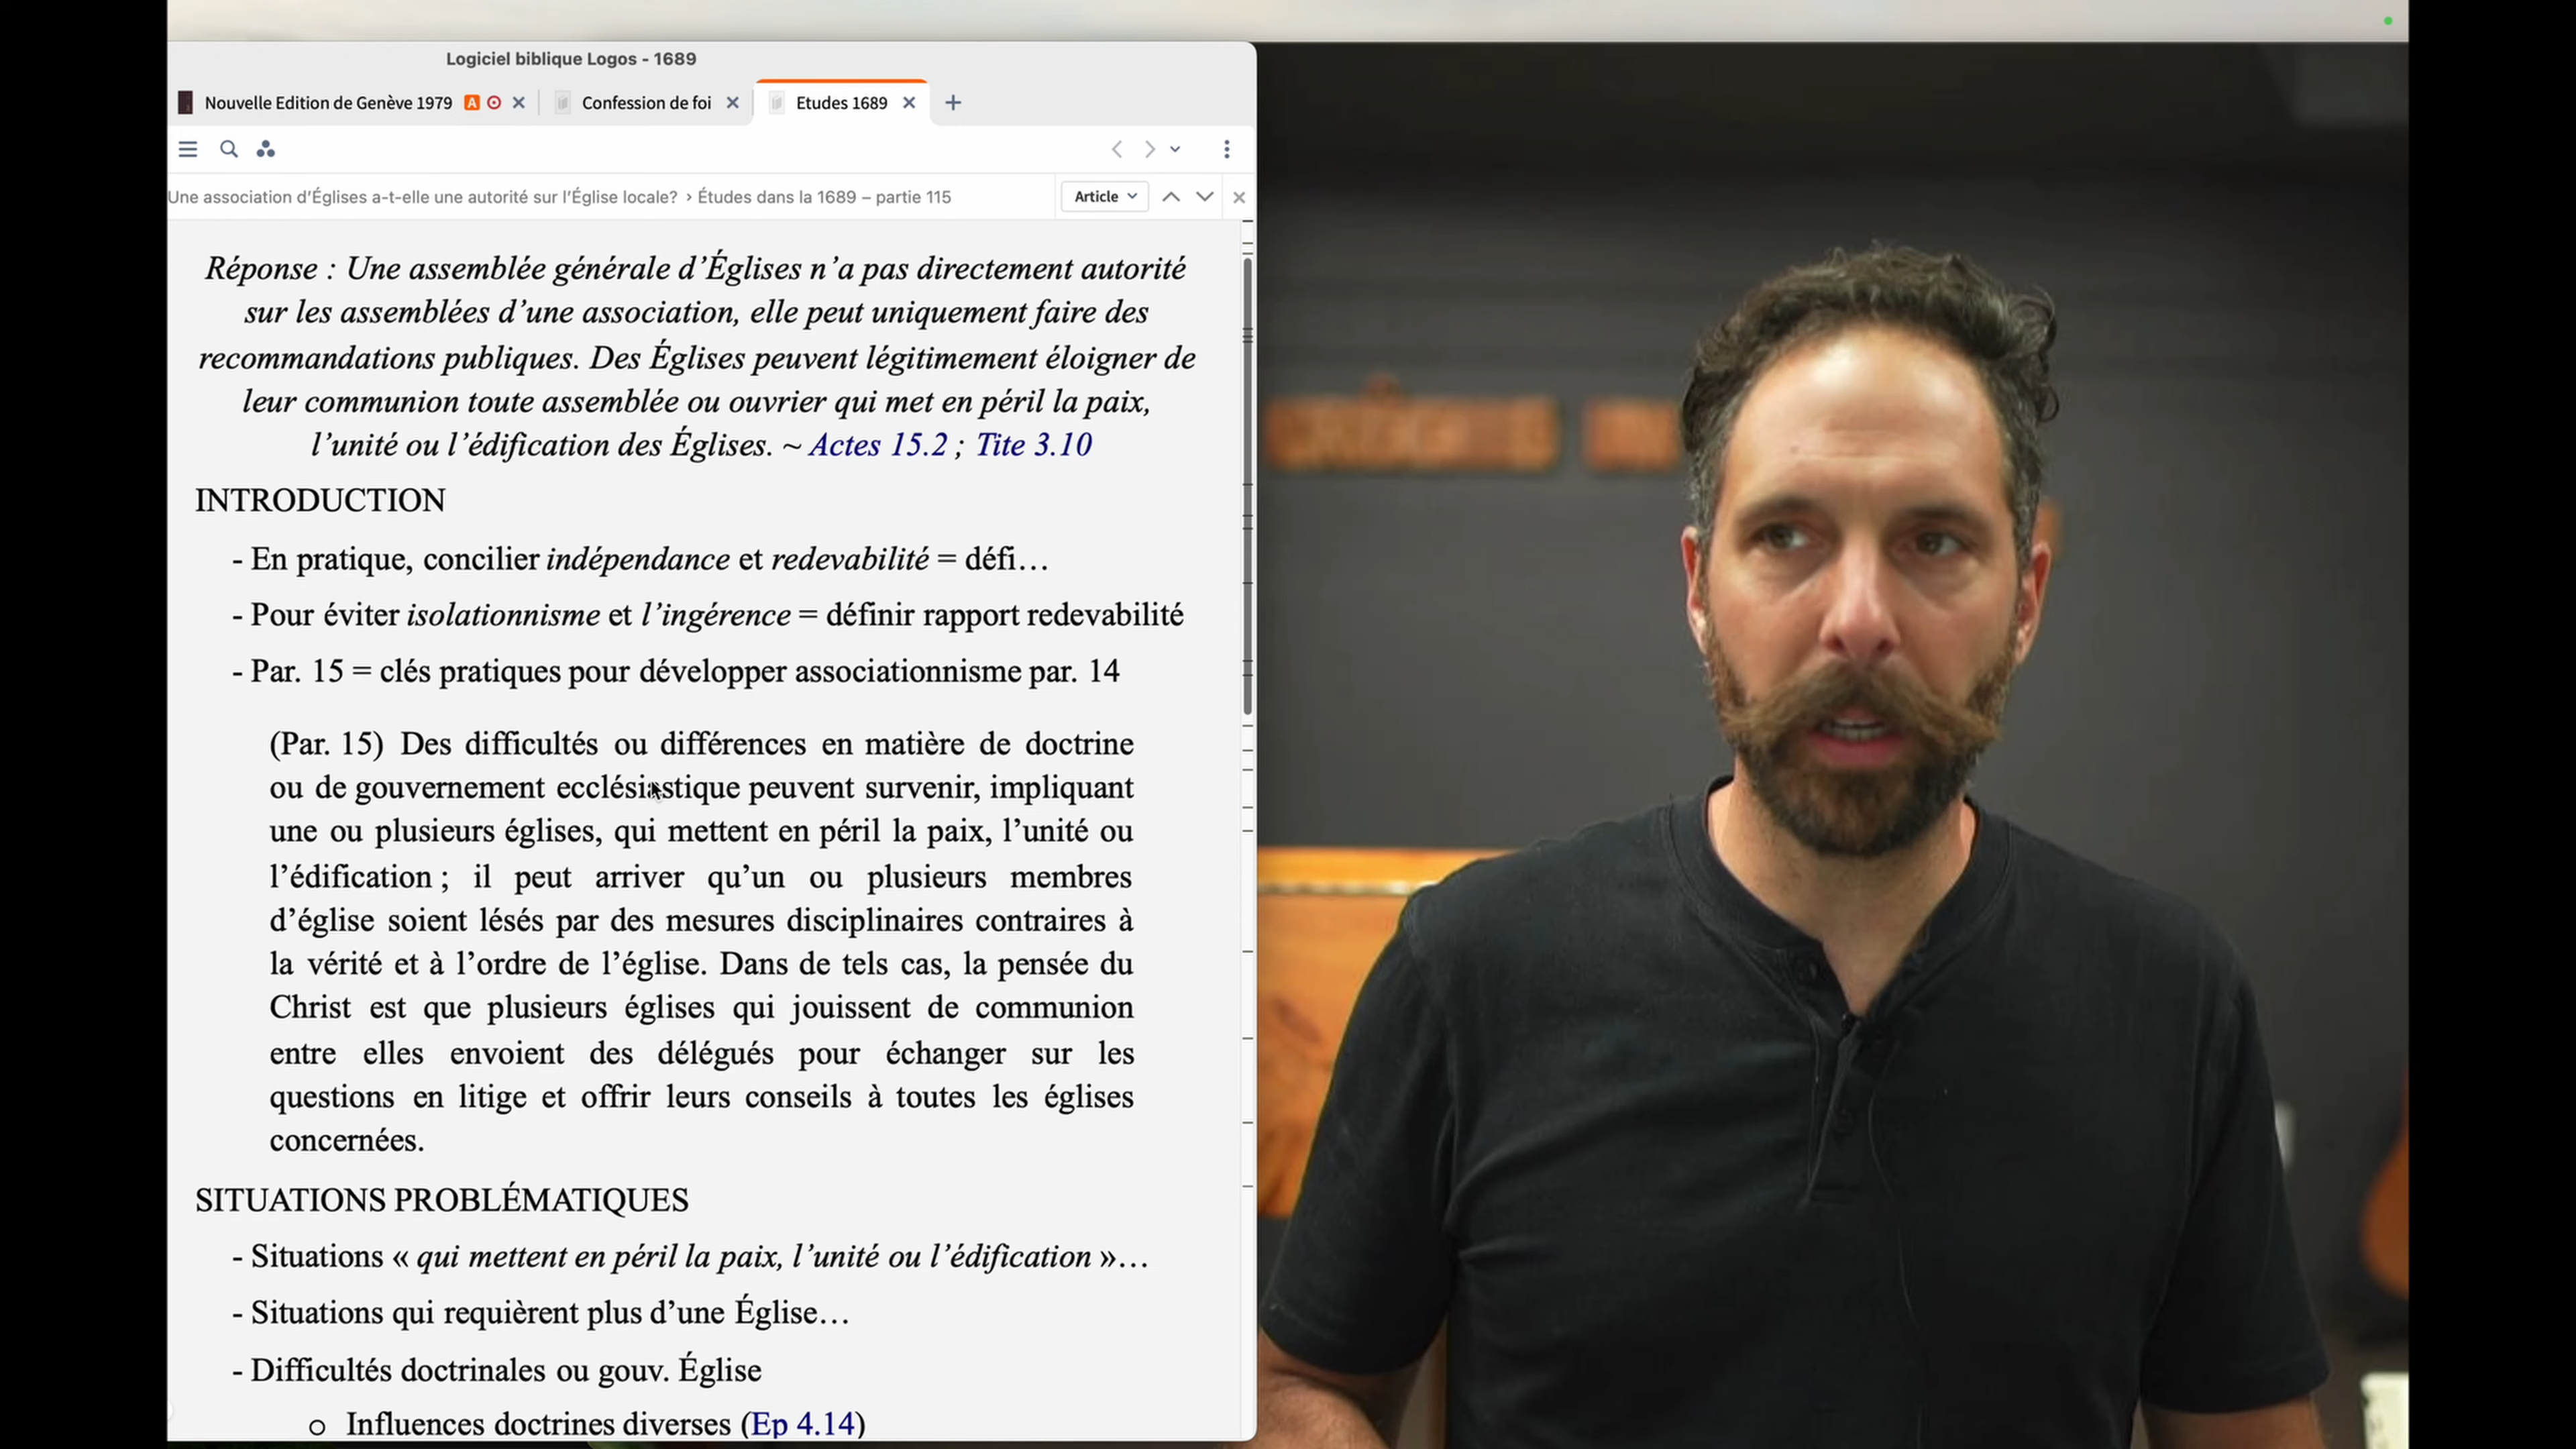 Logiciel biblique Logos - 1689
Nouvelle Edition de Genève 1979 A Confession de foi Etudes 1689
Une association d’Églises a-t-elle une autorité sur l’Église locale? › Études dans la 1689 – partie 115 Article
Réponse : Une assemblée générale d’Églises n’a pas directement autorité
sur les assemblées d’une association, elle peut uniquement faire des
recommandations publiques. Des Églises peuvent légitimement éloigner de
leur communion toute assemblée ou ouvrier qui met en péril la paix,
l’unité ou l’édification des Églises. ~ Actes 15.2 ; Tite 3.10
INTRODUCTION
- En pratique, concilier indépendance et redevabilité = défi…
- Pour éviter isolationnisme et l’ingérence = définir rapport redevabilité
- Par. 15 = clés pratiques pour développer associationnisme par. 14
(Par. 15) Des difficultés ou différences en matière de doctrine
ou de gouvernement ecclésiastique peuvent survenir, impliquant
une ou plusieurs églises, qui mettent en péril la paix, l’unité ou
l’édification ; il peut arriver qu’un ou plusieurs membres
d’église soient lésés par des mesures disciplinaires contraires à
la vérité et à l’ordre de l’église. Dans de tels cas, la pensée du
Christ est que plusieurs églises qui jouissent de communion
entre elles envoient des délégués pour échanger sur les
questions en litige et offrir leurs conseils à toutes les églises
concernées.
SITUATIONS PROBLÉMATIQUES
- Situations « qui mettent en péril la paix, l’unité ou l’édification »…
- Situations qui requièrent plus d’une Église…
- Difficultés doctrinales ou gouv. Église
o Influences doctrines diverses (Ep 4.14)